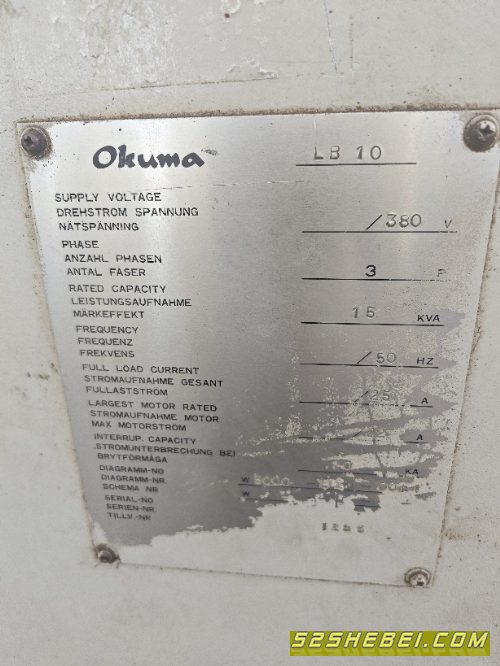 Okuma LB 10
SUPPLY VOLTAGE
DREHSTROM SPANNUNG
NÄTSPÄNNING /380 V
PHASE
ANZAHL PHASEN
ANTAL FASER 3 P
RATED CAPACITY
LEISTUNGSAUFNAHME
MÄRKEFFEKT 15 KVA
FREQUENCY
FREQUENZ
FREKVENS /50 HZ
FULL LOAD CURRENT
STROMAUFNAHME GESANT
FULLASTSTRÖM /25 A
LARGEST MOTOR RATED
STROMAUFNAHME MOTOR
MAX MOTORSTRÖM / A
INTERRUP. CAPACITY
STROMUNTERBRECHUNG BEI
BRYTFÖRMÅGA KA
DIAGRAMM-NO
DIAGRAMM-NR.
SCHEMA NR W
SERIAL-NO W
SERIEN-NR.
TILLV.-NR
52SHEBEI.COM